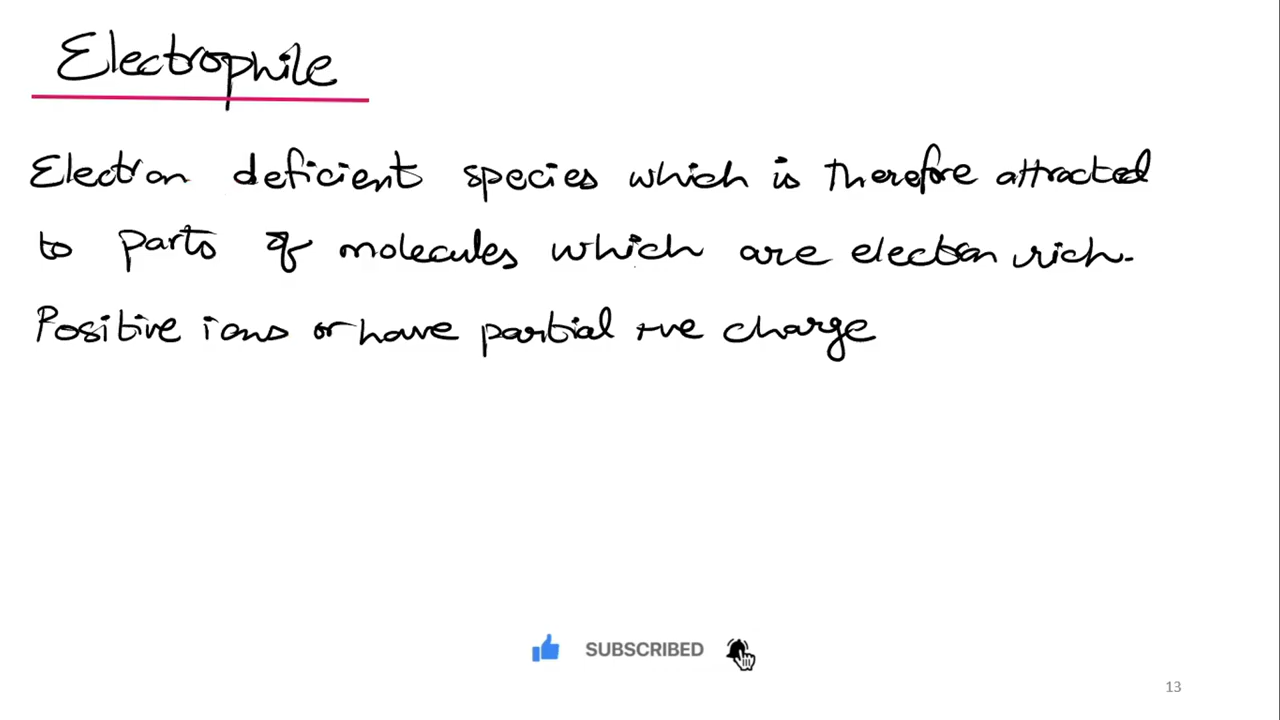 Electrophile
Electron deficient species which is therefore attracted
to parts of molecules which are electron rich.
Positive ions or have partial +ve charge
SUBSCRIBED
13